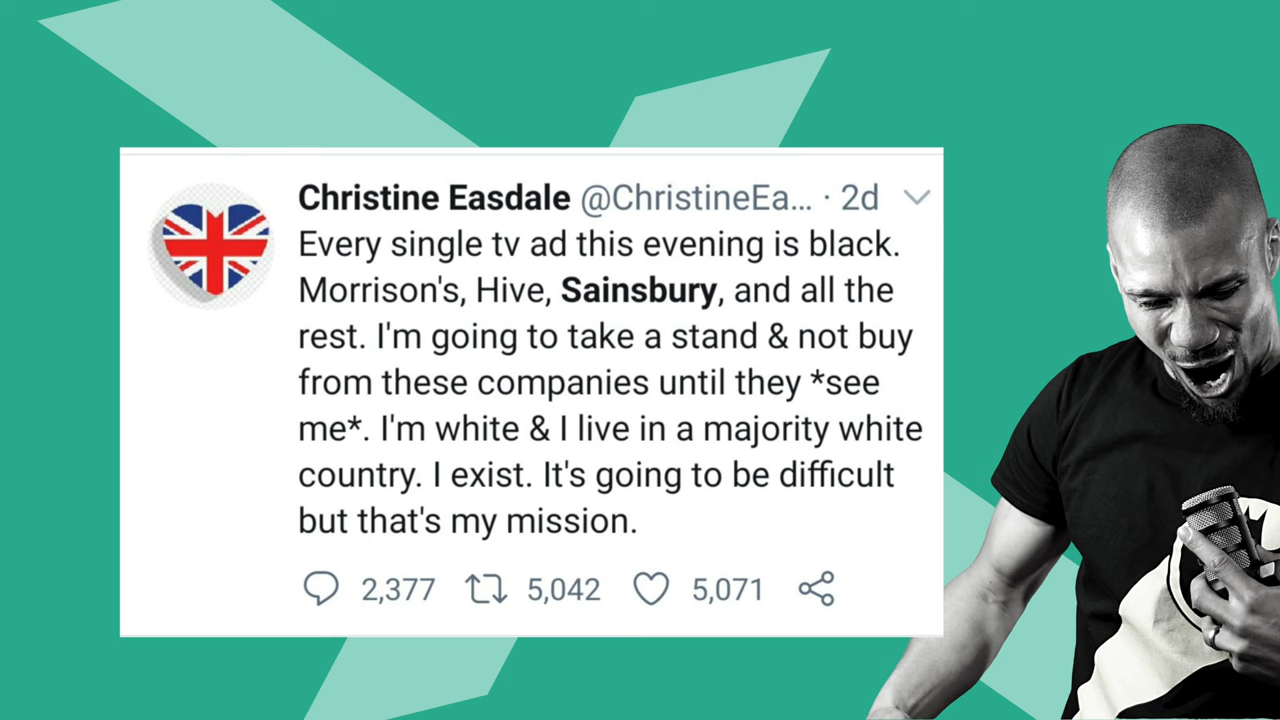 Christine Easdale @ChristineEa... · 2d
Every single tv ad this evening is black.
Morrison's, Hive, Sainsbury, and all the
rest. I'm going to take a stand & not buy
from these companies until they *see
me*. I'm white & I live in a majority white
country. I exist. It's going to be difficult
but that's my mission.
2,377 5,042 5,071